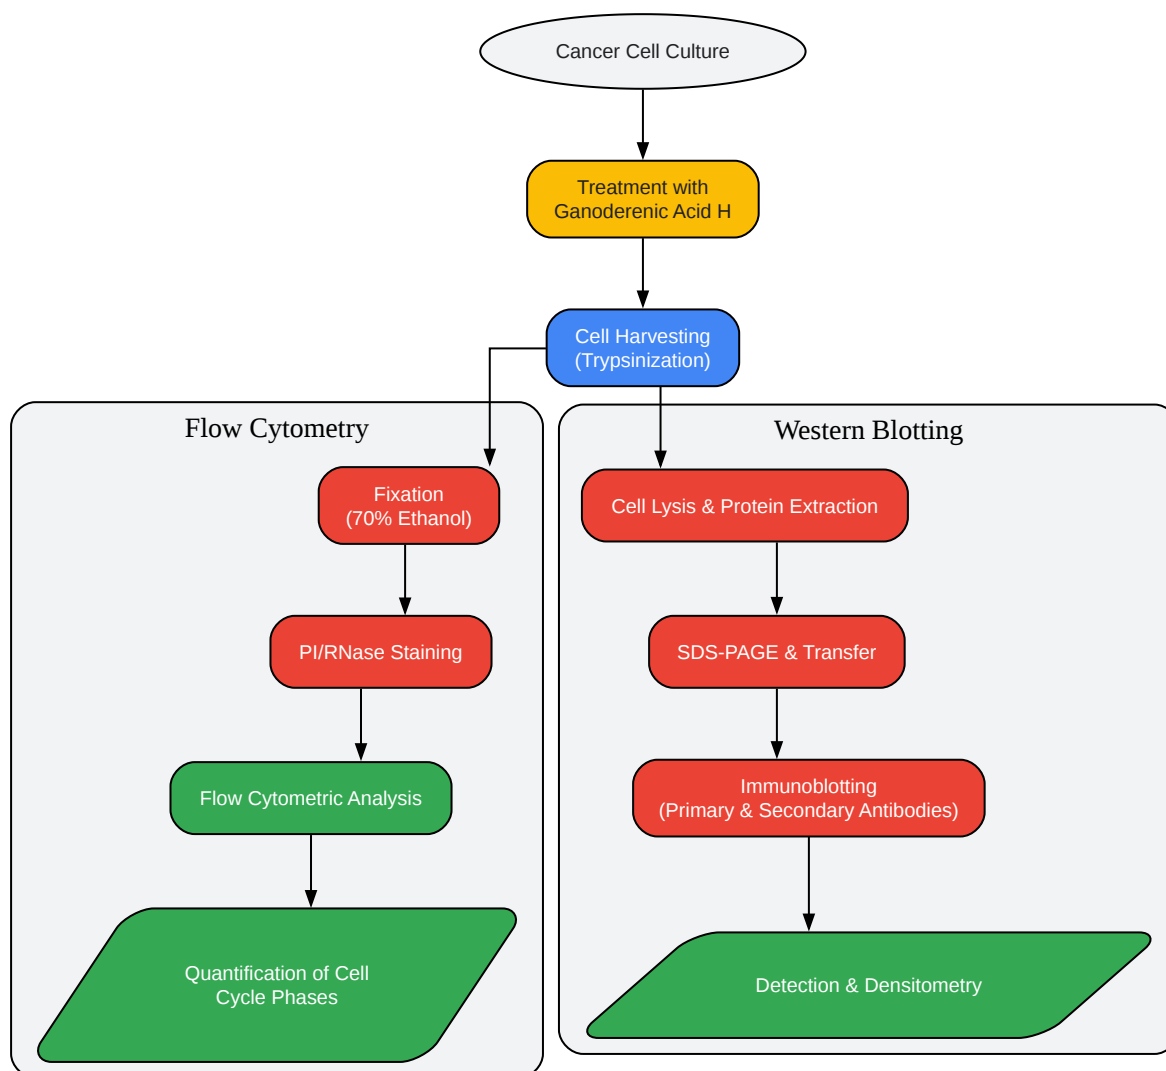 Cancer Cell Culture
Treatment with
Ganoderenic Acid H
Cell Harvesting
(Trypsinization)
Flow Cytometry
Fixation
(70% Ethanol)
PI/RNase Staining
Flow Cytometric Analysis
Quantification of Cell
Cycle Phases
Western Blotting
Cell Lysis & Protein Extraction
SDS-PAGE & Transfer
Immunoblotting
(Primary & Secondary Antibodies)
Detection & Densitometry